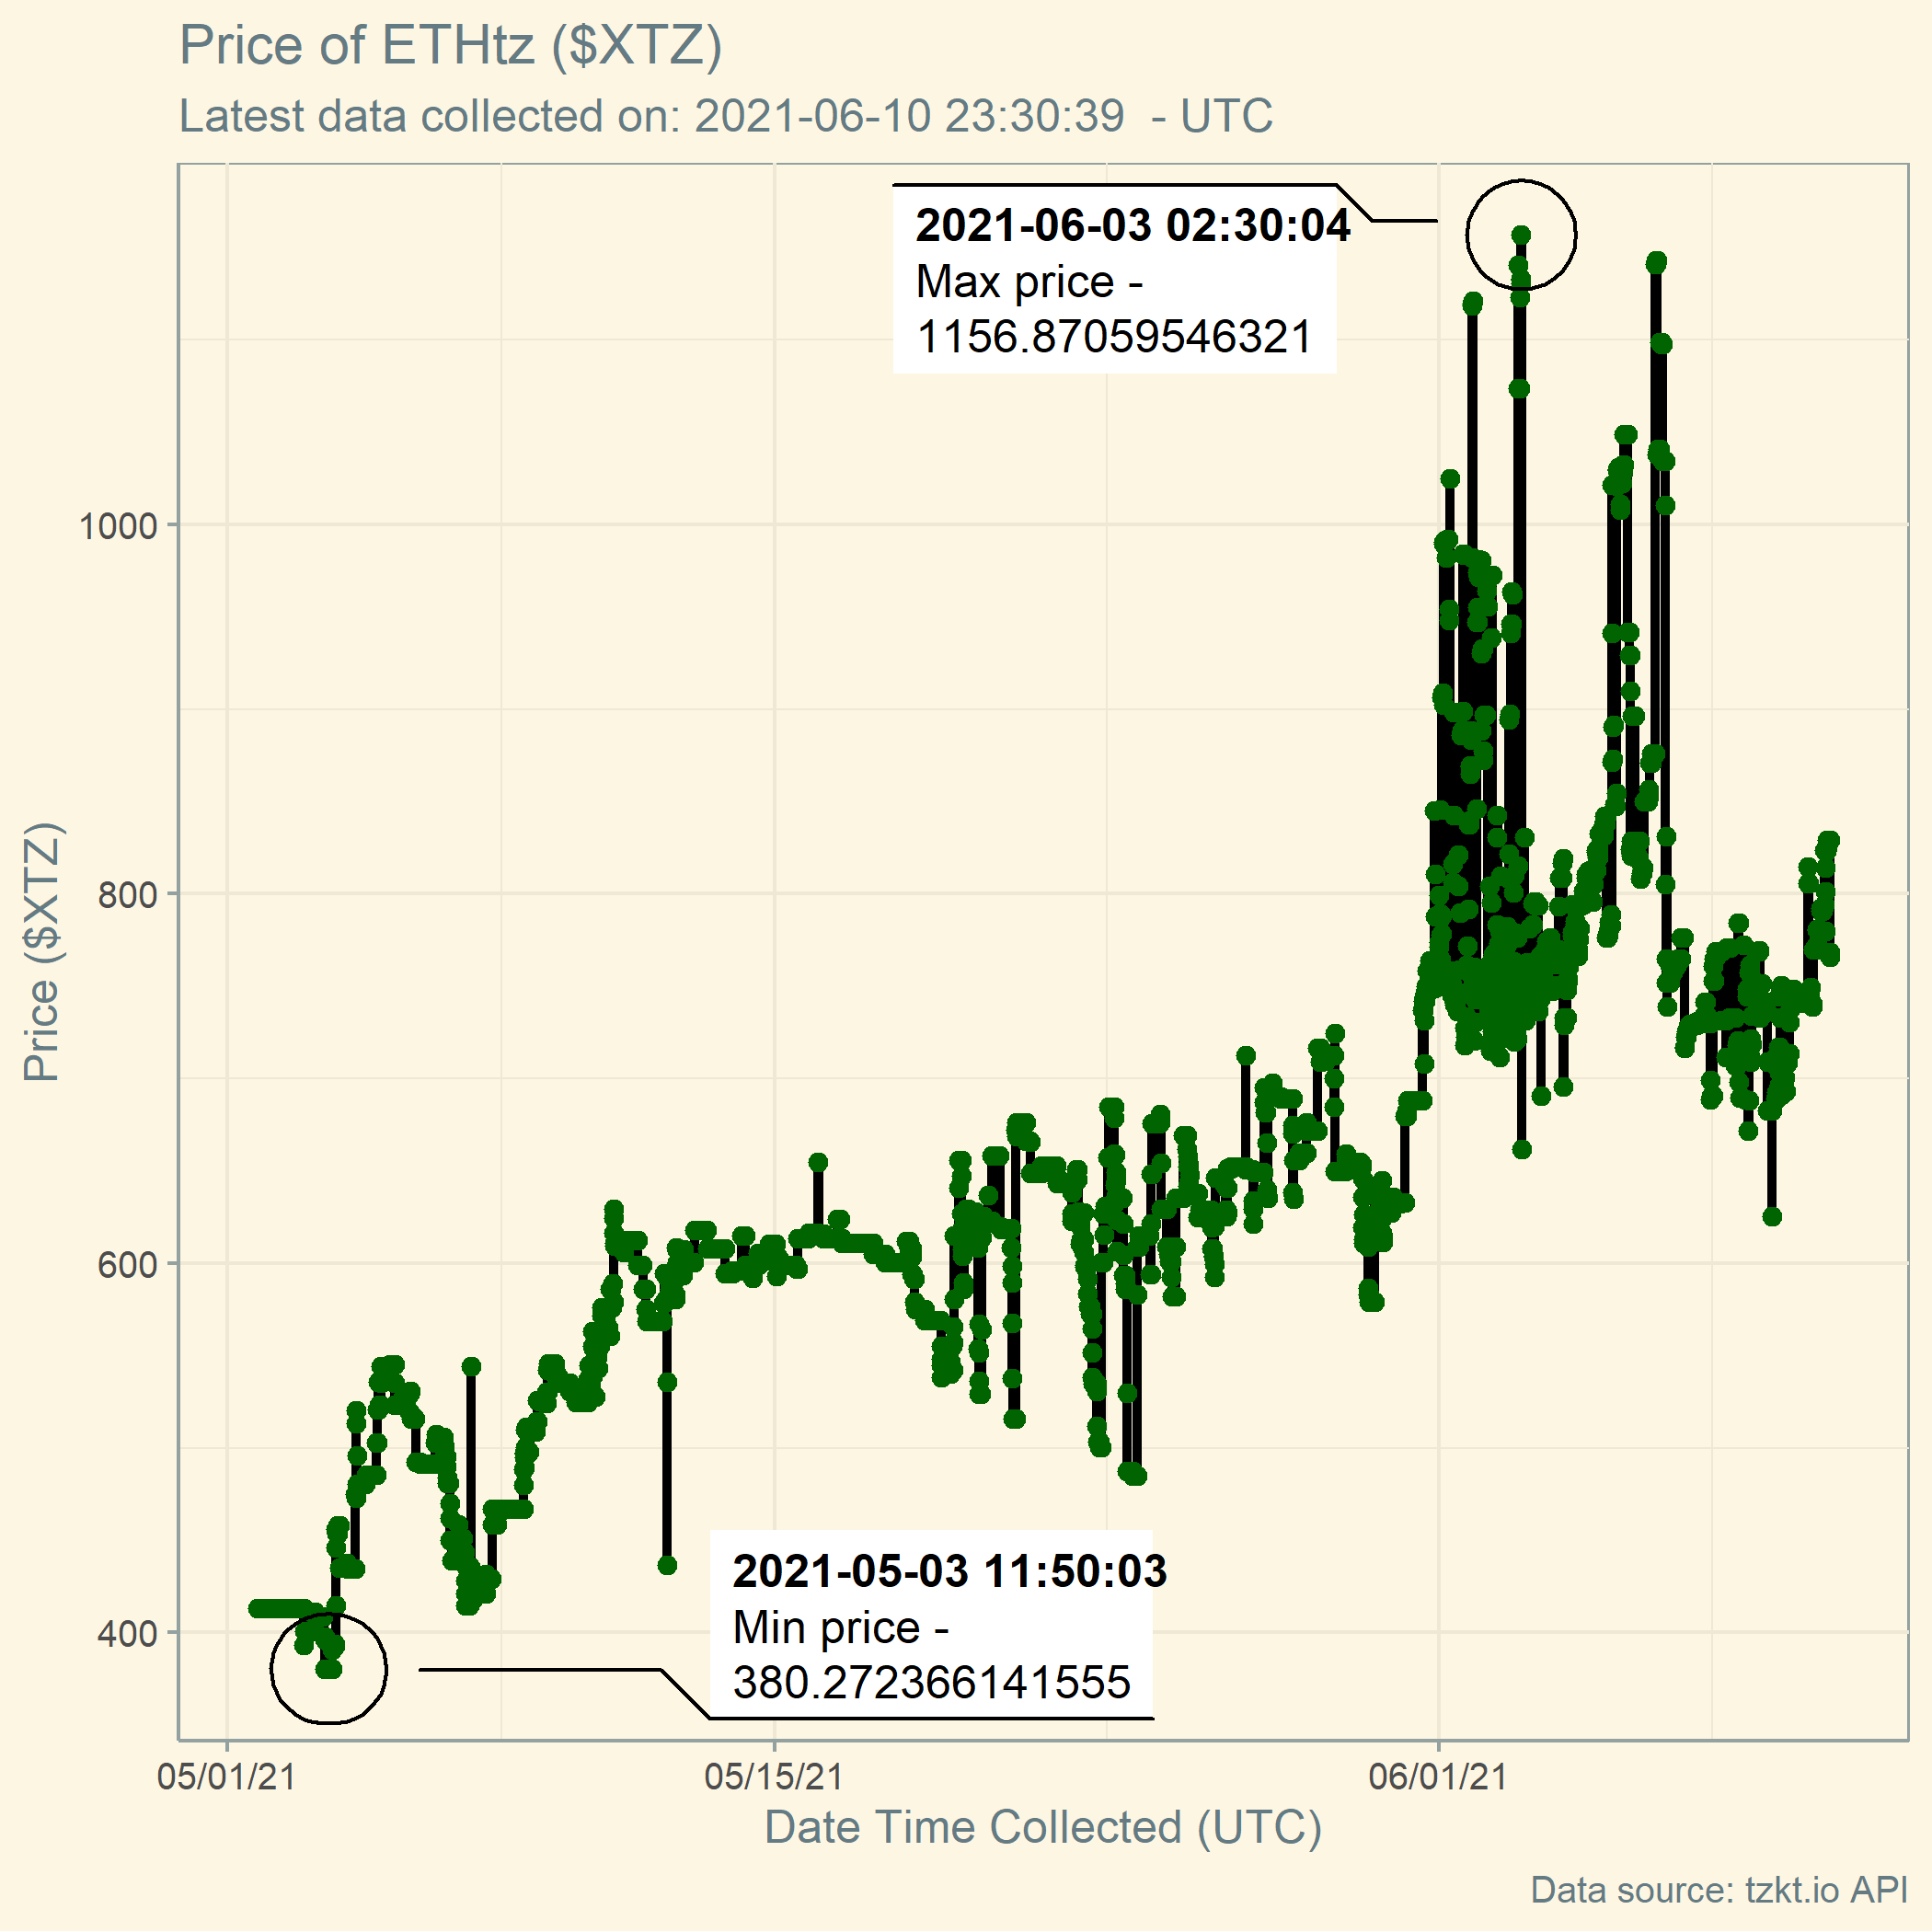 Price of ETHtz ($XTZ)
Latest data collected on: 2021-06-10 23:30:39  - UTC
2021-06-03 02:30:04
Max price -
1156.87059546321
1000
800
600
400
Price ($XTZ)
2021-05-03 11:50:03
Min price -
380.272366141555
05/01/21
05/15/21
06/01/21
Date Time Collected (UTC)
Data source: tzkt.io API